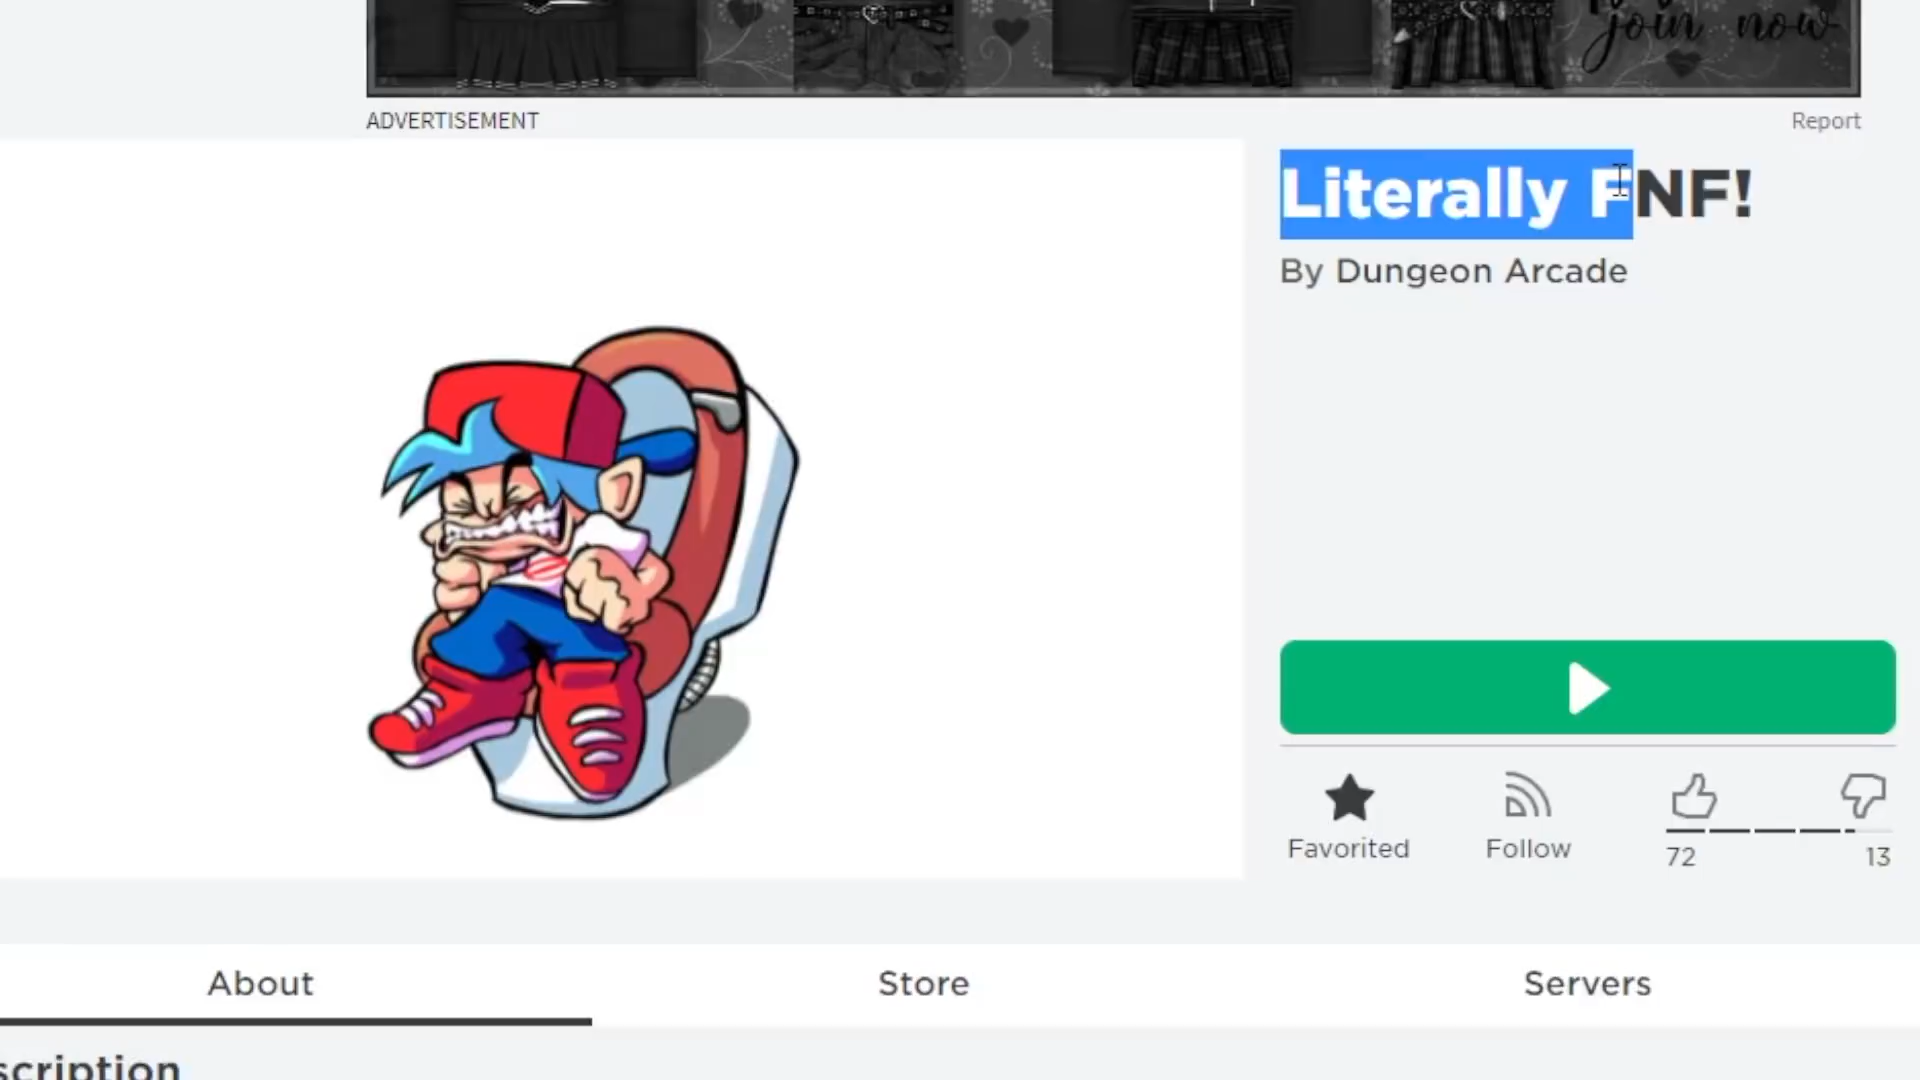 join now
ADVERTISEMENT
Report
Literally FNF!
By Dungeon Arcade
Favorited
Follow
72
13
About
Store
Servers
scription